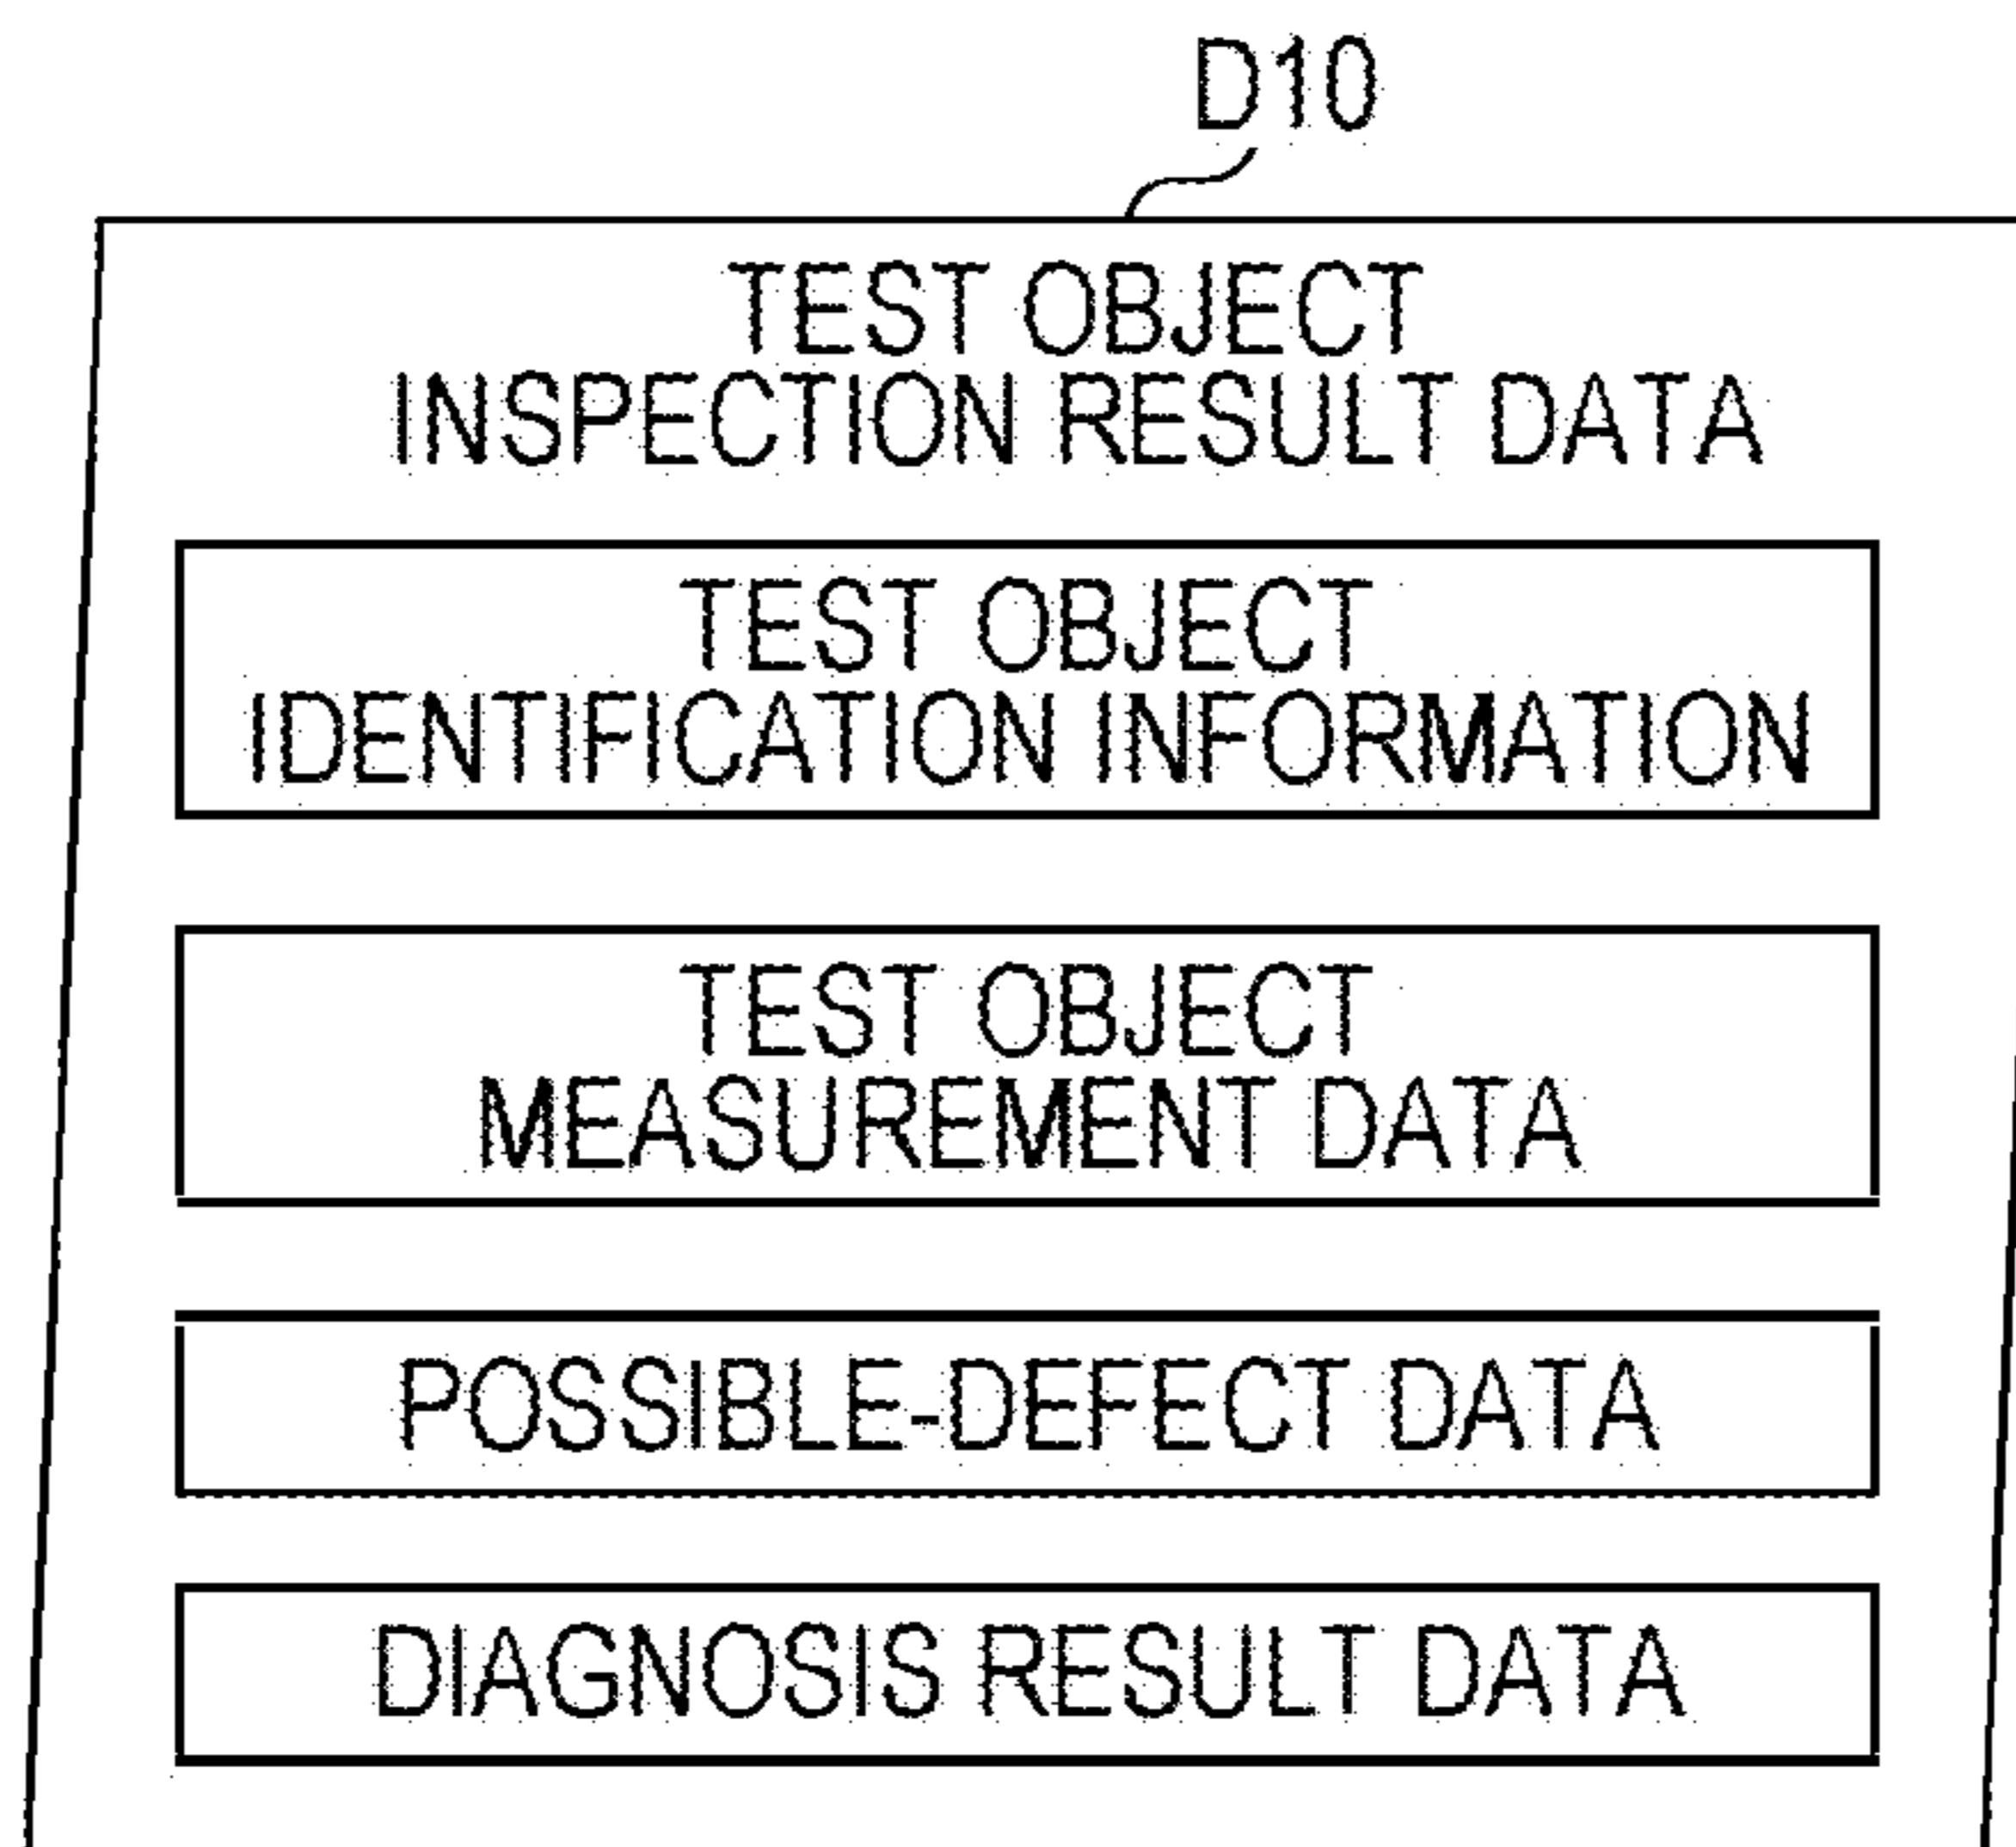 D10
TEST OBJECT
INSPECTION RESULT DATA
TEST OBJECT
IDENTIFICATION INFORMATION
TEST OBJECT
MEASUREMENT DATA
POSSIBLE-DEFECT DATA
DIAGNOSIS RESULT DATA